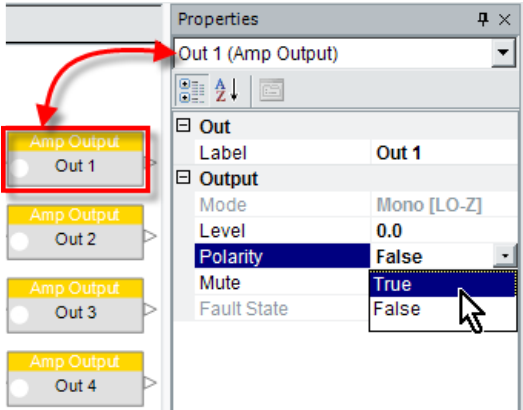 Amp Output
Out 1
Amp Output
Out 2
Amp Output
Out 3
Amp Output
Out 4
Properties
Out 1 (Amp Output)
A
Z
Out
Label Out 1
Output
Mode Mono [LO-Z]
Level 0.0
Polarity False
Mute True
Fault State False